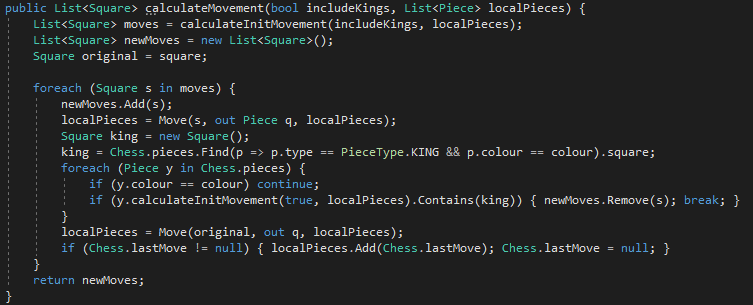 public List<Square> calculateMovement(bool includeKings, List<Piece> localPieces) {
    List<Square> moves = calculateInitMovement(includeKings, localPieces);
    List<Square> newMoves = new List<Square>();
    Square original = square;

    foreach (Square s in moves) {
        newMoves.Add(s);
        localPieces = Move(s, out Piece q, localPieces);
        Square king = new Square();
        king = Chess.pieces.Find(p => p.type == PieceType.KING && p.colour == colour).square;
        foreach (Piece y in Chess.pieces) {
            if (y.colour == colour) continue;
            if (y.calculateInitMovement(true, localPieces).Contains(king)) { newMoves.Remove(s); break; }
        }
        localPieces = Move(original, out q, localPieces);
        if (Chess.lastMove != null) { localPieces.Add(Chess.lastMove); Chess.lastMove = null; }
    }
    return newMoves;
}